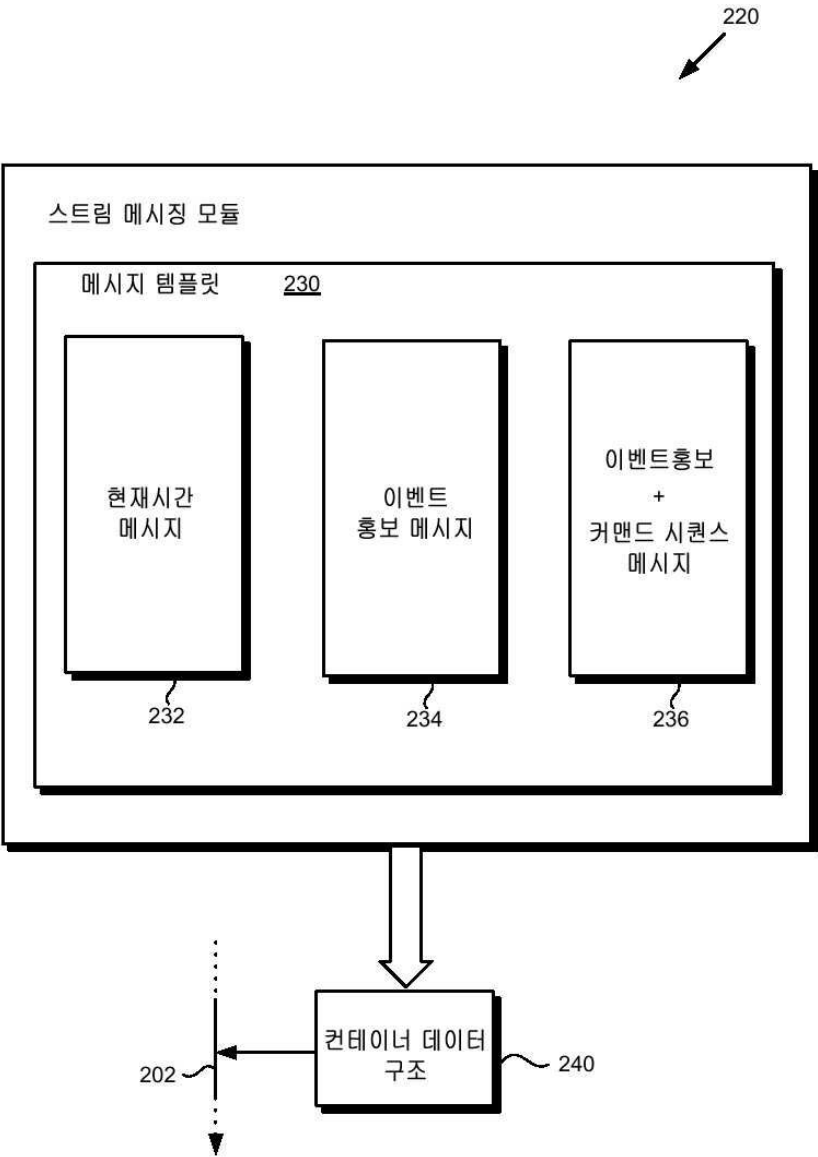 220
스트림 메시징 모듈
메시지 템플릿 230
현재시간
메시지
232
이벤트
홍보 메시지
234
이벤트홍보
+
커맨드 시퀀스
메시지
236
컨테이너 데이터
구조
202
240